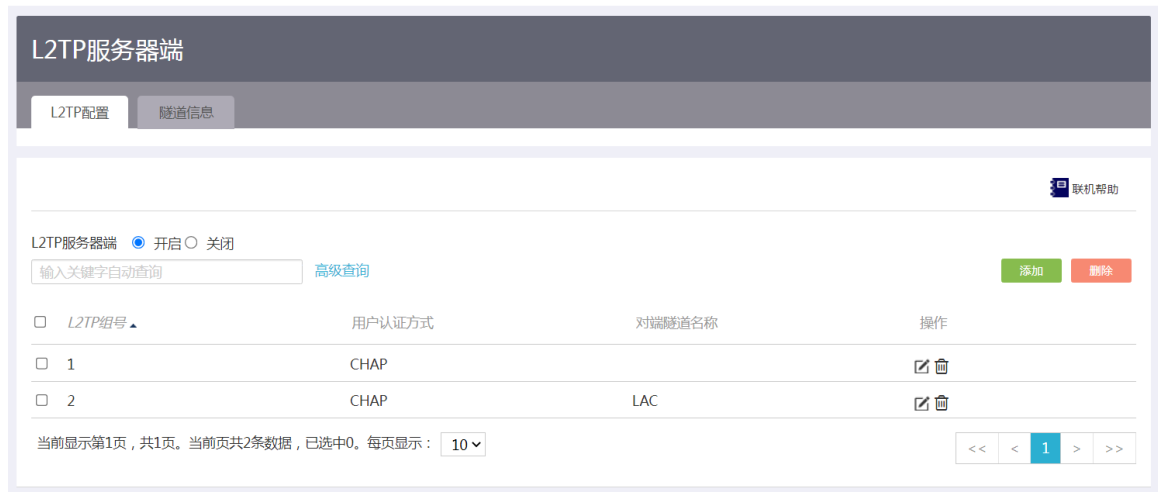 L2TP服务器端
L2TP配置 隧道信息
联机帮助
L2TP服务器端 开启 关闭
输入关键字自动查询 高级查询 添加 删除
L2TP组号 用户认证方式 对端隧道名称 操作
1 CHAP
2 CHAP LAC
当前显示第1页，共1页。当前页共2条数据，已选中0。每页显示： 10 << < 1 > >>